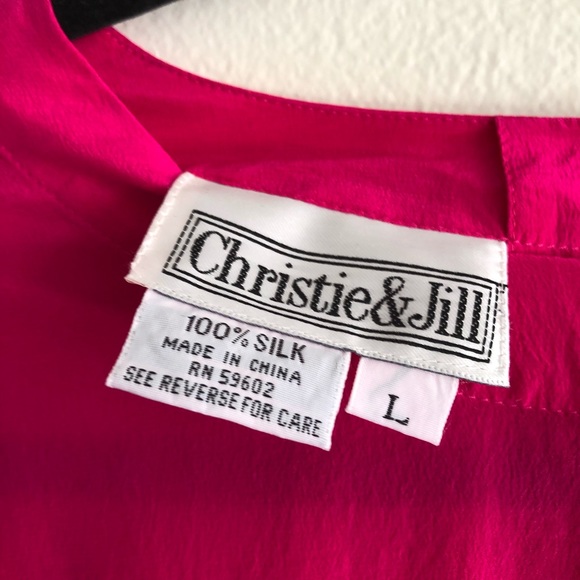 Christie&Jill
100% SILK
MADE IN CHINA
RN 59602
SEE REVERSE FOR CARE
L